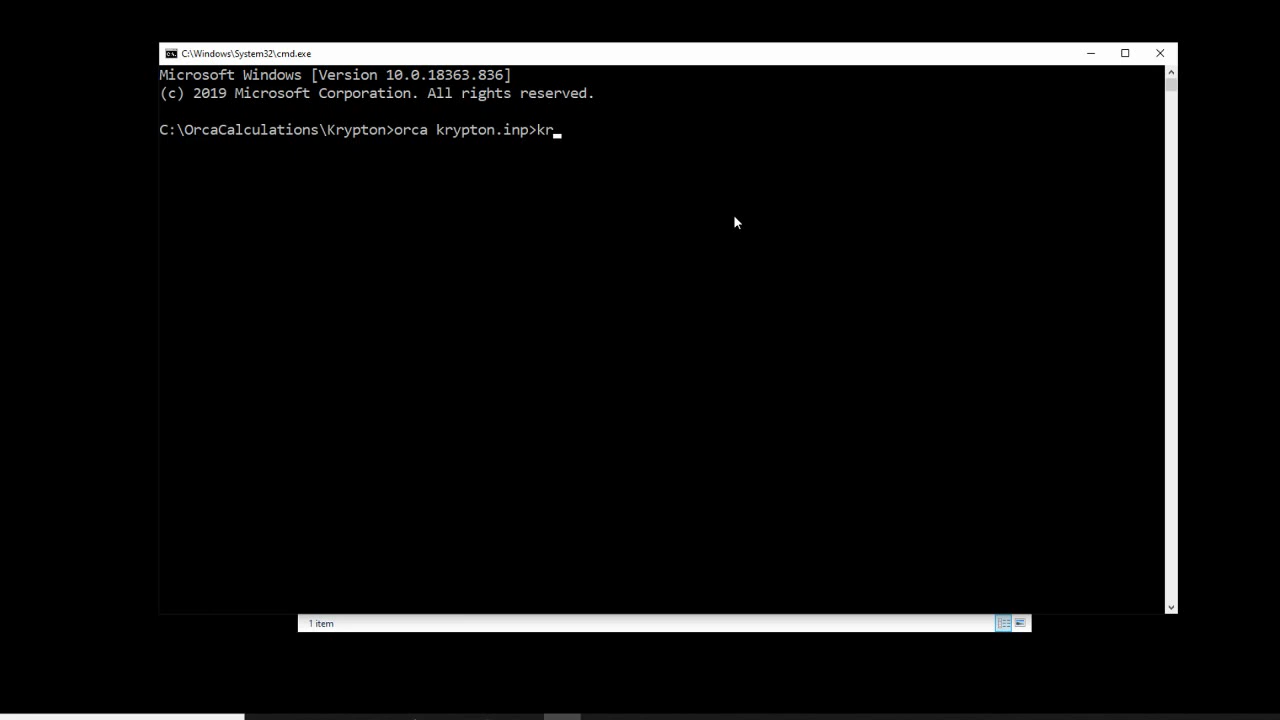 C:\Windows\System32\cmd.exe
Microsoft Windows [Version 10.0.18363.836]
(c) 2019 Microsoft Corporation. All rights reserved.
C:\OrcaCalculations\Krypton>orca krypton.inp>kr
1 item